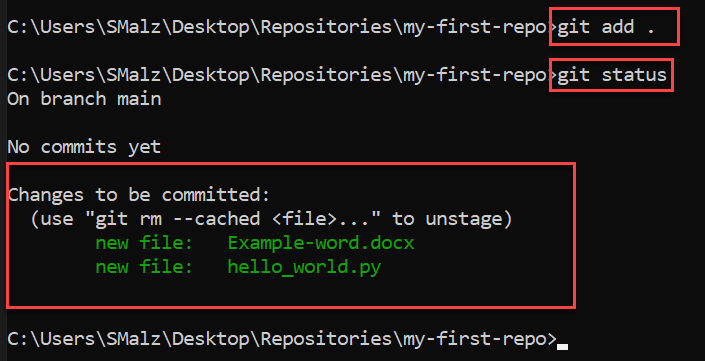 C:\Users\SMalz\Desktop\Repositories\my-first-repo>git add .
C:\Users\SMalz\Desktop\Repositories\my-first-repo>git status
On branch main
No commits yet
Changes to be committed:
  (use "git rm --cached <file>..." to unstage)
        new file:   Example-word.docx
        new file:   hello_world.py
C:\Users\SMalz\Desktop\Repositories\my-first-repo>